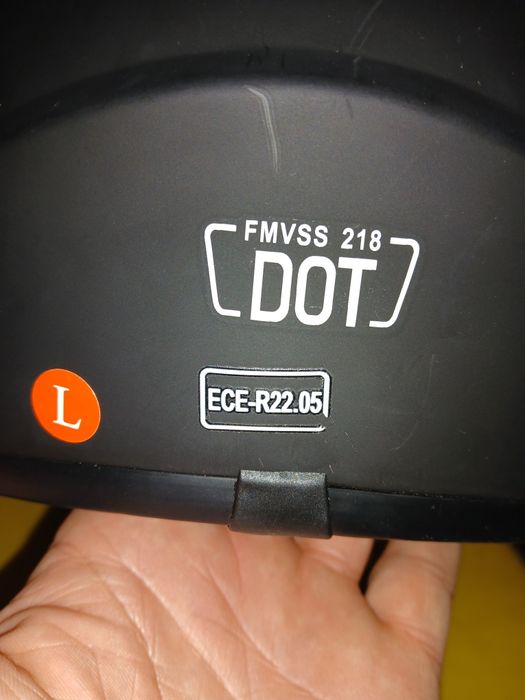 FMVSS 218
DOT
ECE-R22.05
L